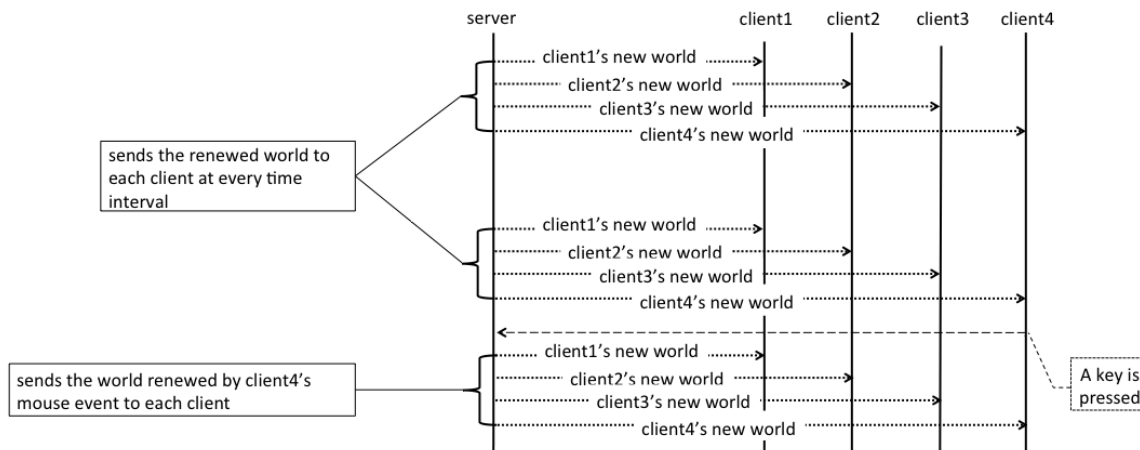 server
client1
client2
client3
client4
client1's new world
client2's new world
client3's new world
client4's new world
sends the renewed world to
each client at every time
interval
client1's new world
client2's new world
client3's new world
client4's new world
client1's new world
client2's new world
client3's new world
client4's new world
sends the world renewed by client4's
mouse event to each client
A key is
pressed